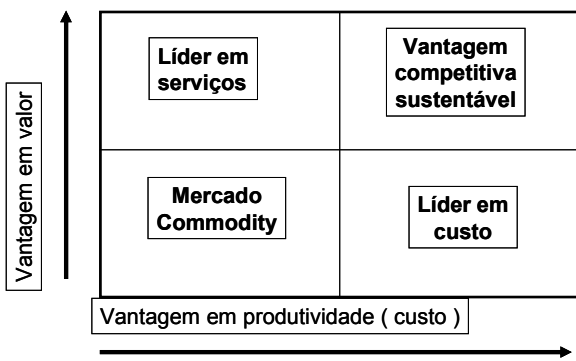 Líder em
serviços
Vantagem
competitiva
sustentável
Vantagem em valor
Mercado
Commodity
Líder em
custo
Vantagem em produtividade ( custo )